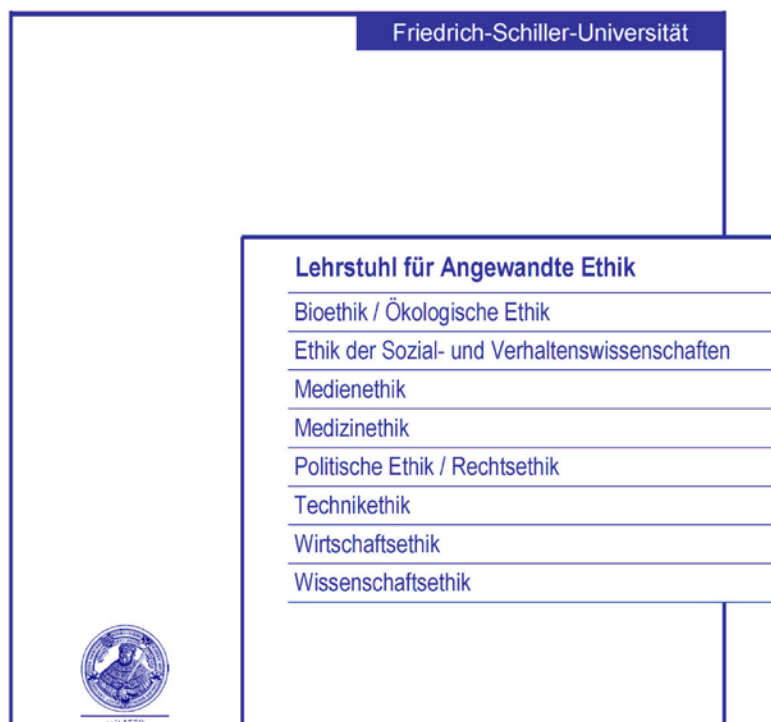 Friedrich-Schiller-Universität
Lehrstuhl für Angewandte Ethik
Bioethik / Ökologische Ethik
Ethik der Sozial- und Verhaltenswissenschaften
Medienethik
Medizinethik
Politische Ethik / Rechtsethik
Technikethik
Wirtschaftsethik
Wissenschaftsethik